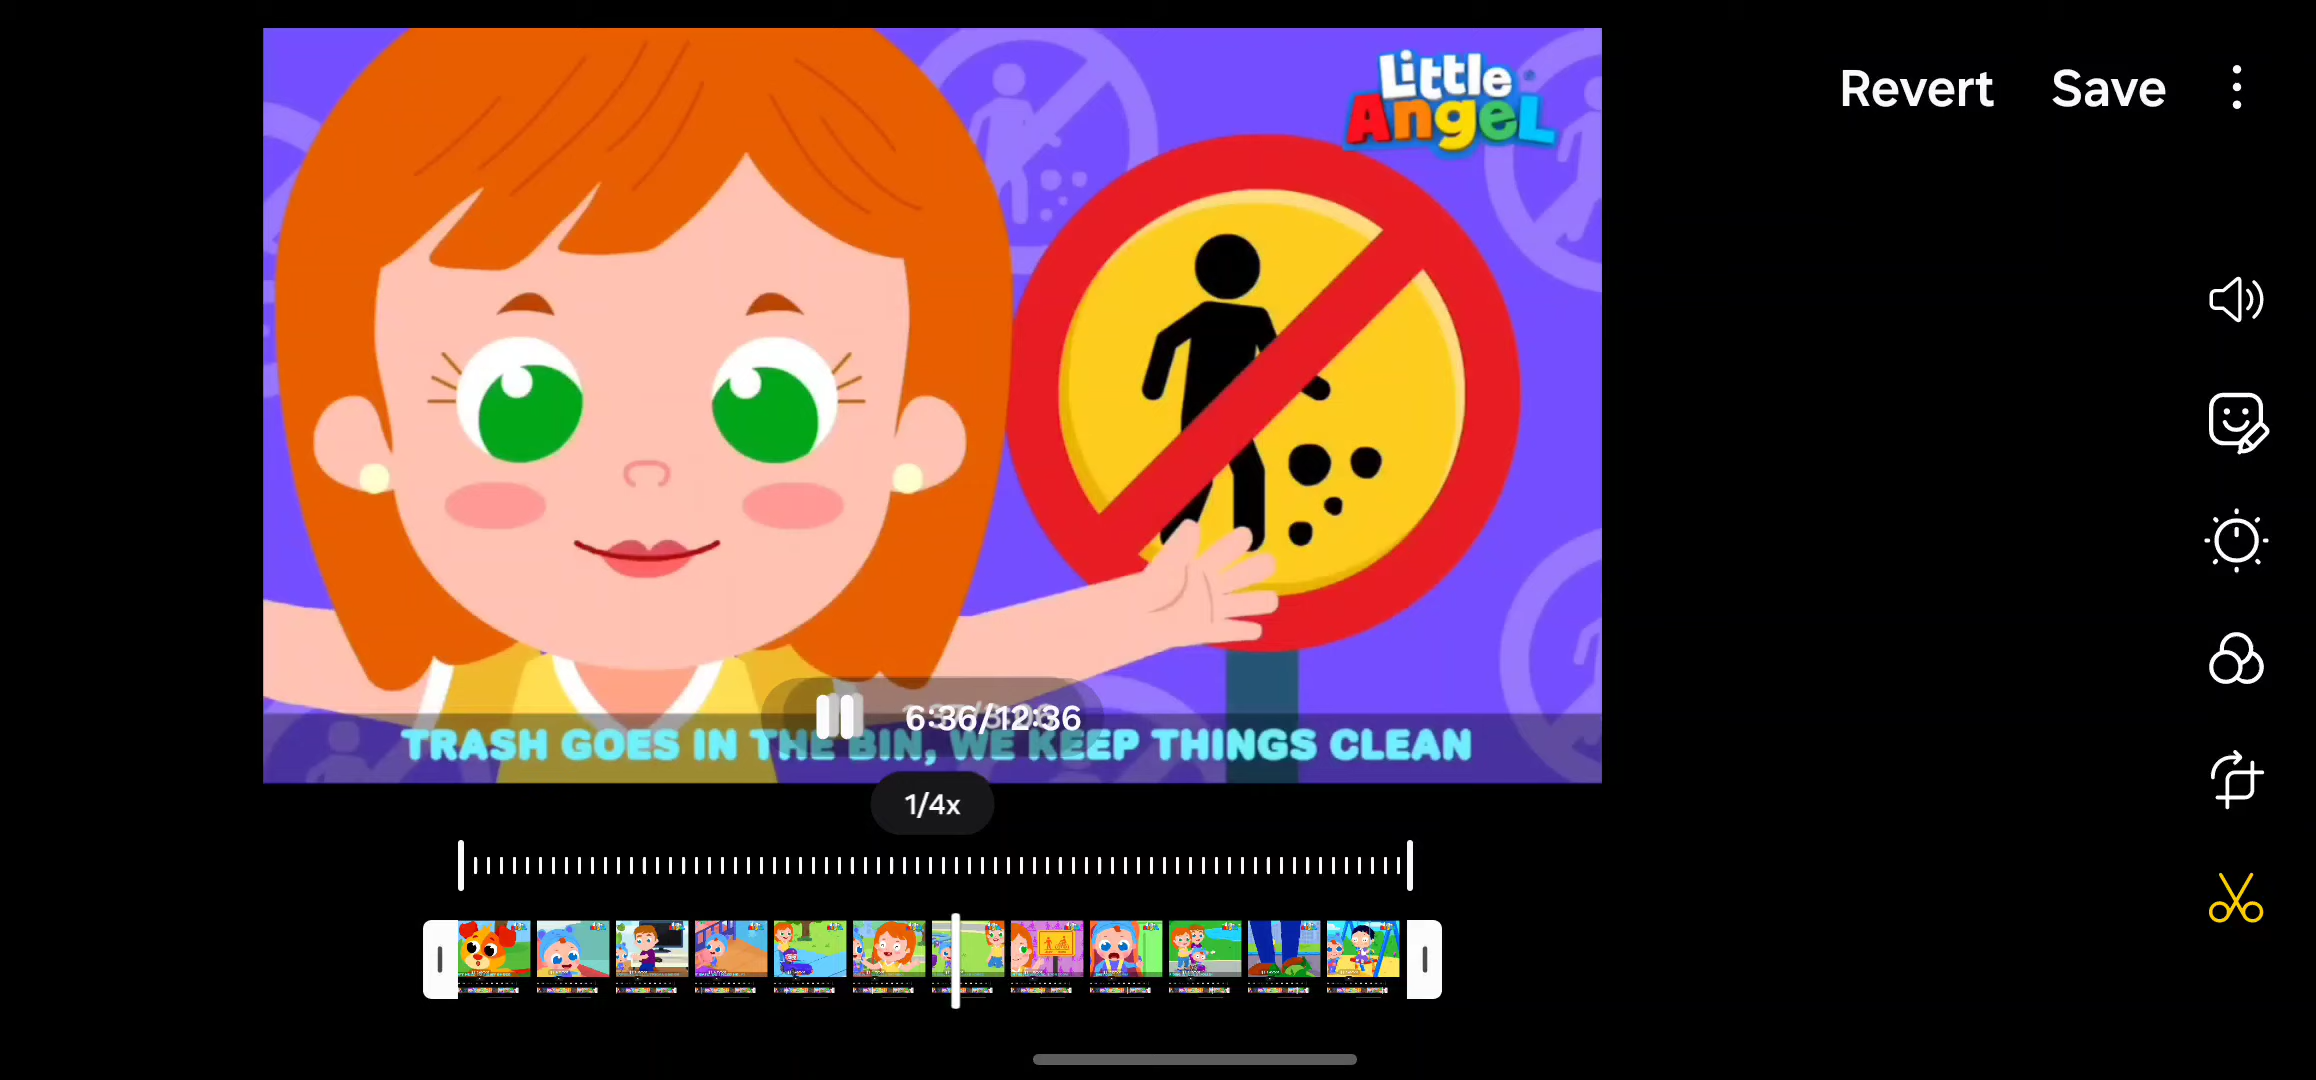 Little
Angel
Revert
Save
6:36/12:36
TRASH GOES IN THE BIN, WE KEEP THINGS CLEAN
1/4x